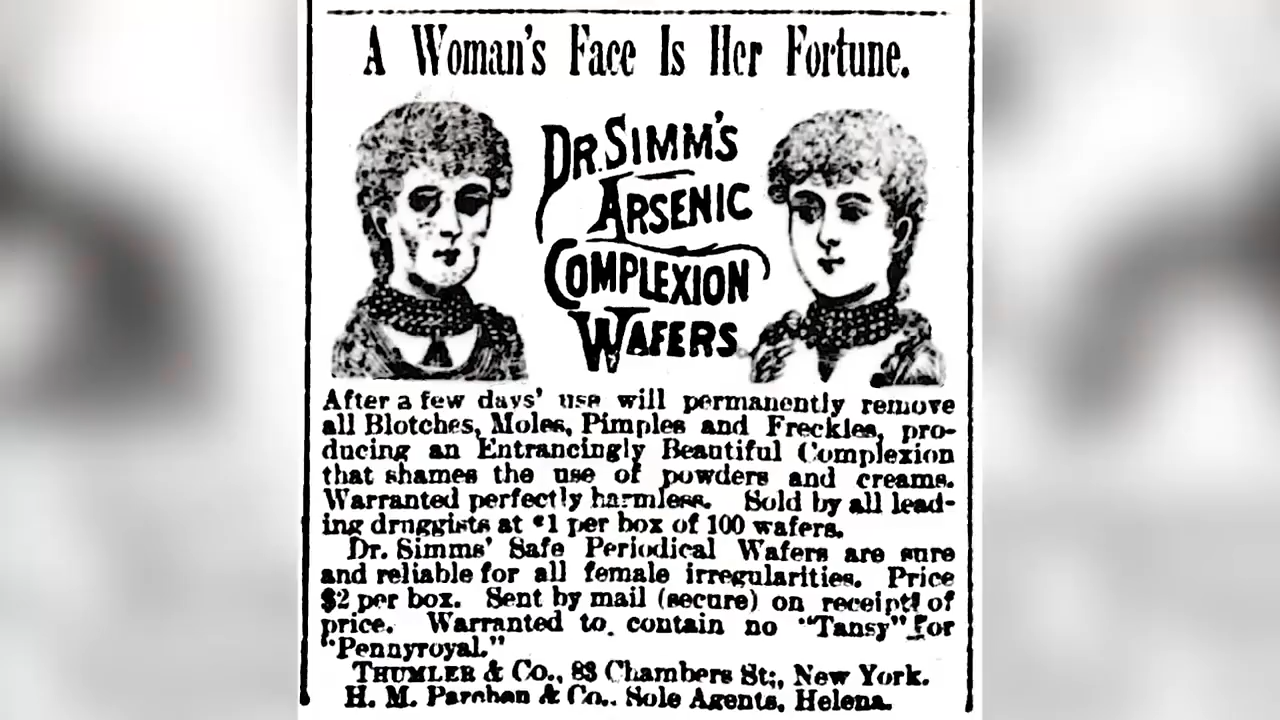 A Woman's Face Is Her Fortune.
DR. SIMM'S
ARSENIC
COMPLEXION
WAFERS
After a few days' use will permanently remove
all Blotches, Moles, Pimples and Freckles, pro-
ducing an Entrancingly Beautiful Complexion
that shames the use of powders and creams.
Warranted perfectly harmless. Sold by all lead-
ing druggists at $1 per box of 100 wafers.
Dr. Simms' Safe Periodical Wafers are sure
and reliable for all female irregularities. Price
$2 per box. Sent by mail (secure) on receipt of
price. Warranted to contain no "Tansy" or
"Pennyroyal."
THUMLER & Co., 83 Chambers St., New York.
H. M. Parchen & Co., Sole Agents, Helena.